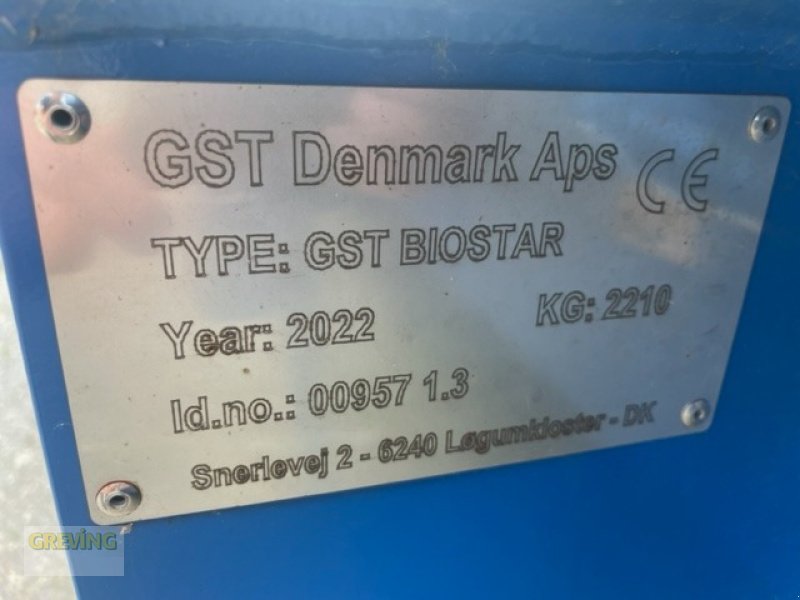 GST Denmark Aps CE
TYPE: GST BIOSTAR
Year: 2022 KG: 2210
Id.no.: 00957 1.3
Snerlevej 2 - 6240 Løgumkloster - DK
GREVING